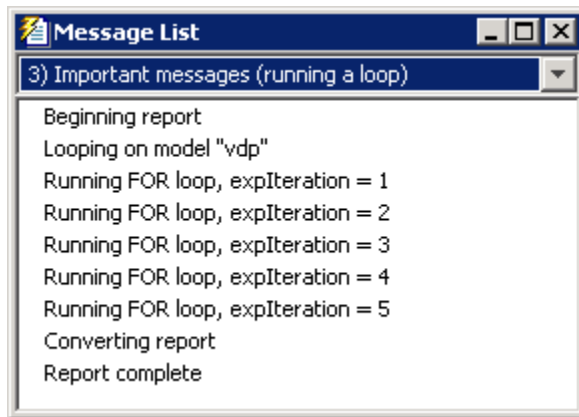 Message List
3) Important messages (running a loop)
Beginning report
Looping on model "vdp"
Running FOR loop, expIteration = 1
Running FOR loop, expIteration = 2
Running FOR loop, expIteration = 3
Running FOR loop, expIteration = 4
Running FOR loop, expIteration = 5
Converting report
Report complete